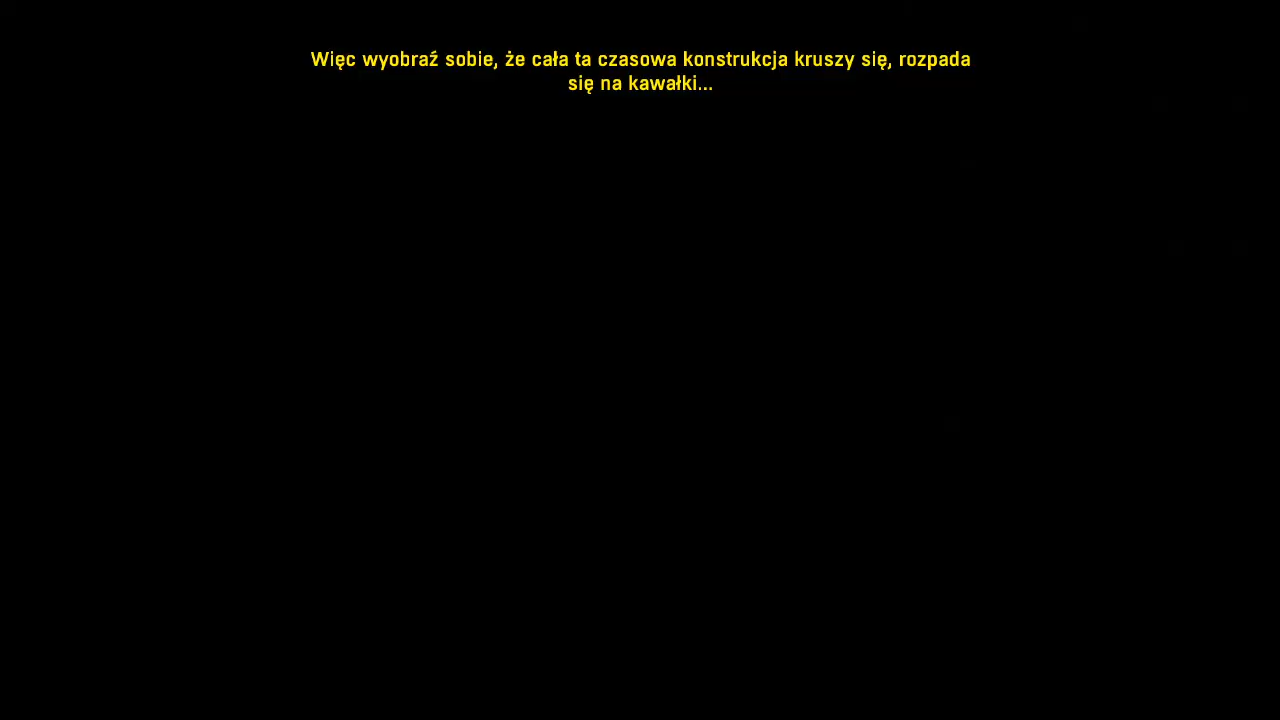 Więc wyobraź sobie, że cała ta czasowa konstrukcja kruszy się, rozpada
się na kawałki...